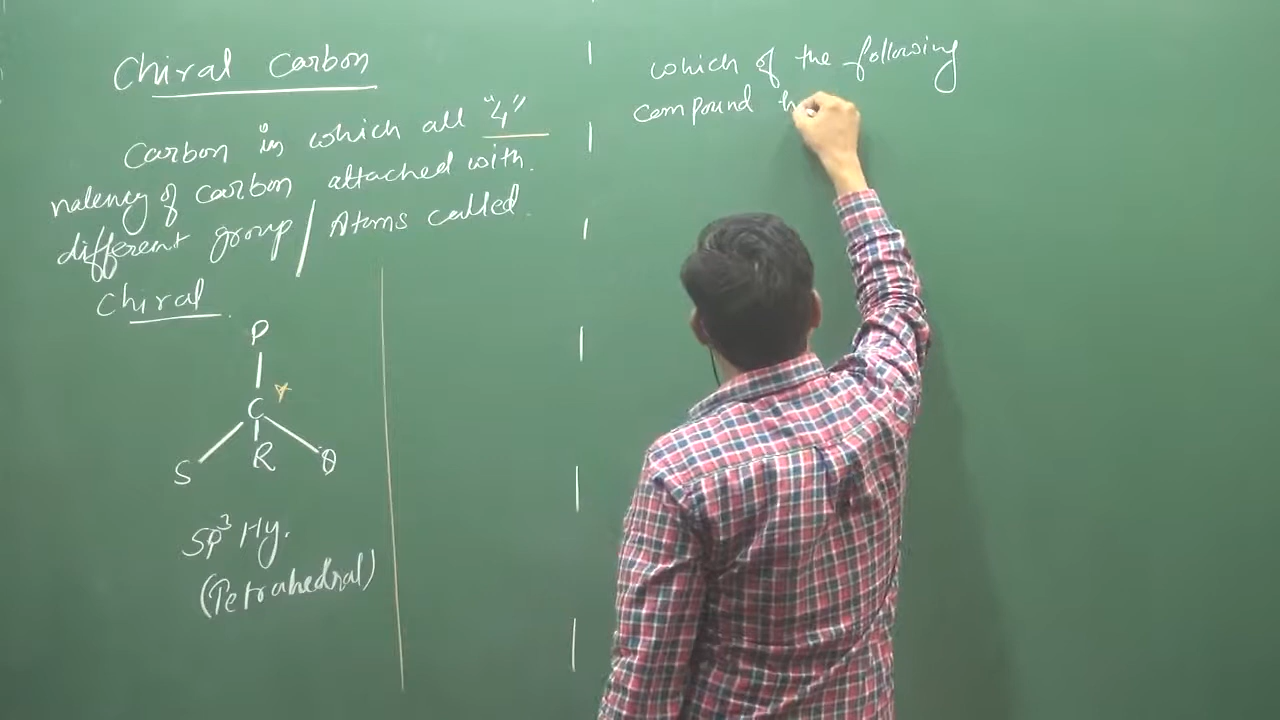 Chiral Carbon
Carbon in which all "4"
valency of carbon attached with.
different group / Atoms called.
Chiral.
P
C
S R Q
SP³ Hy.
(Tetrahedral)
which of the following
compound